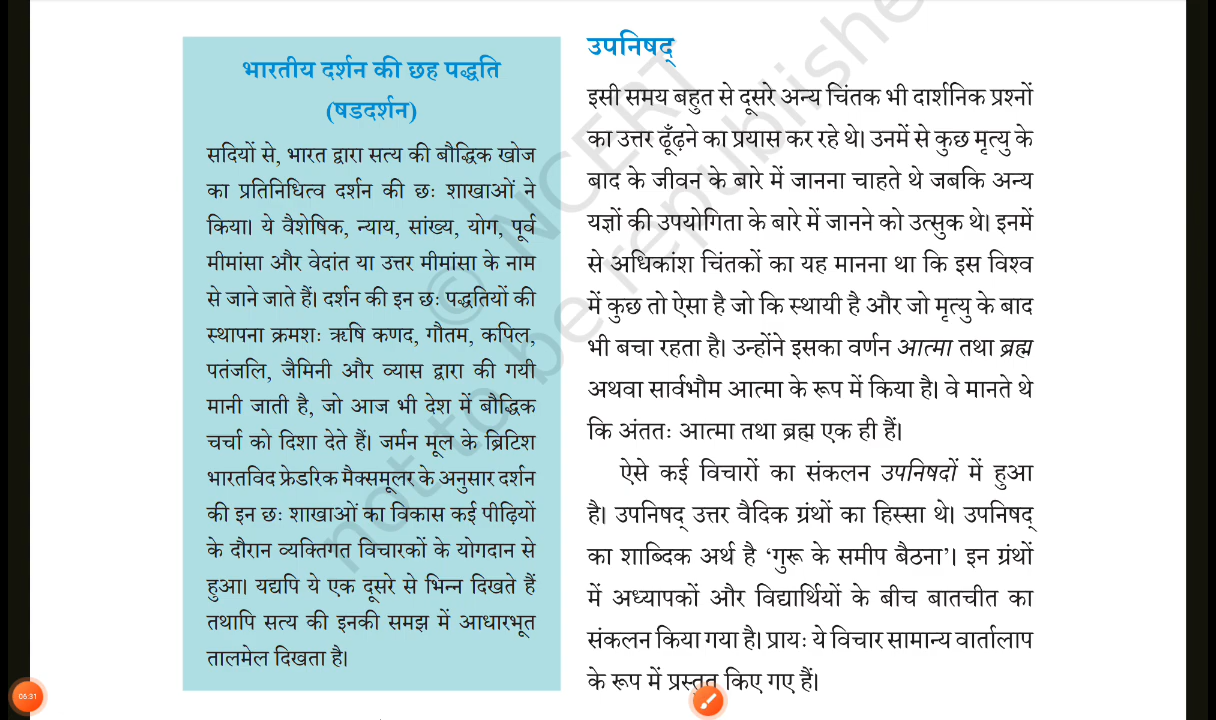 भारतीय दर्शन की छह पद्धति
(षडदर्शन)
सदियों से, भारत द्वारा सत्य की बौद्धिक खोज
का प्रतिनिधित्व दर्शन की छः शाखाओं ने
किया। ये वैशेषिक, न्याय, सांख्य, योग, पूर्व
मीमांसा और वेदांत या उत्तर मीमांसा के नाम
से जाने जाते हैं। दर्शन की इन छः पद्धतियों की
स्थापना क्रमशः ऋषि कणद, गौतम, कपिल,
पतंजलि, जैमिनी और व्यास द्वारा की गयी
मानी जाती है, जो आज भी देश में बौद्धिक
चर्चा को दिशा देते हैं। जर्मन मूल के ब्रिटिश
भारतविद फ्रेडरिक मैक्समूलर के अनुसार दर्शन
की इन छः शाखाओं का विकास कई पीढ़ियों
के दौरान व्यक्तिगत विचारकों के योगदान से
हुआ। यद्यपि ये एक दूसरे से भिन्न दिखते हैं
तथापि सत्य की इनकी समझ में आधारभूत
तालमेल दिखता है।
उपनिषद्
इसी समय बहुत से दूसरे अन्य चिंतक भी दार्शनिक प्रश्नों
का उत्तर ढूँढ़ने का प्रयास कर रहे थे। उनमें से कुछ मृत्यु के
बाद के जीवन के बारे में जानना चाहते थे जबकि अन्य
यज्ञों की उपयोगिता के बारे में जानने को उत्सुक थे। इनमें
से अधिकांश चिंतकों का यह मानना था कि इस विश्व
में कुछ तो ऐसा है जो कि स्थायी है और जो मृत्यु के बाद
भी बचा रहता है। उन्होंने इसका वर्णन आत्मा तथा ब्रह्म
अथवा सार्वभौम आत्मा के रूप में किया है। वे मानते थे
कि अंततः आत्मा तथा ब्रह्म एक ही हैं।
ऐसे कई विचारों का संकलन उपनिषदों में हुआ
है। उपनिषद् उत्तर वैदिक ग्रंथों का हिस्सा थे। उपनिषद्
का शाब्दिक अर्थ है ‘गुरू के समीप बैठना’। इन ग्रंथों
में अध्यापकों और विद्यार्थियों के बीच बातचीत का
संकलन किया गया है। प्रायः ये विचार सामान्य वार्तालाप
के रूप में प्रस्तुत किए गए हैं।
© NCERT
not to be republished
06:31